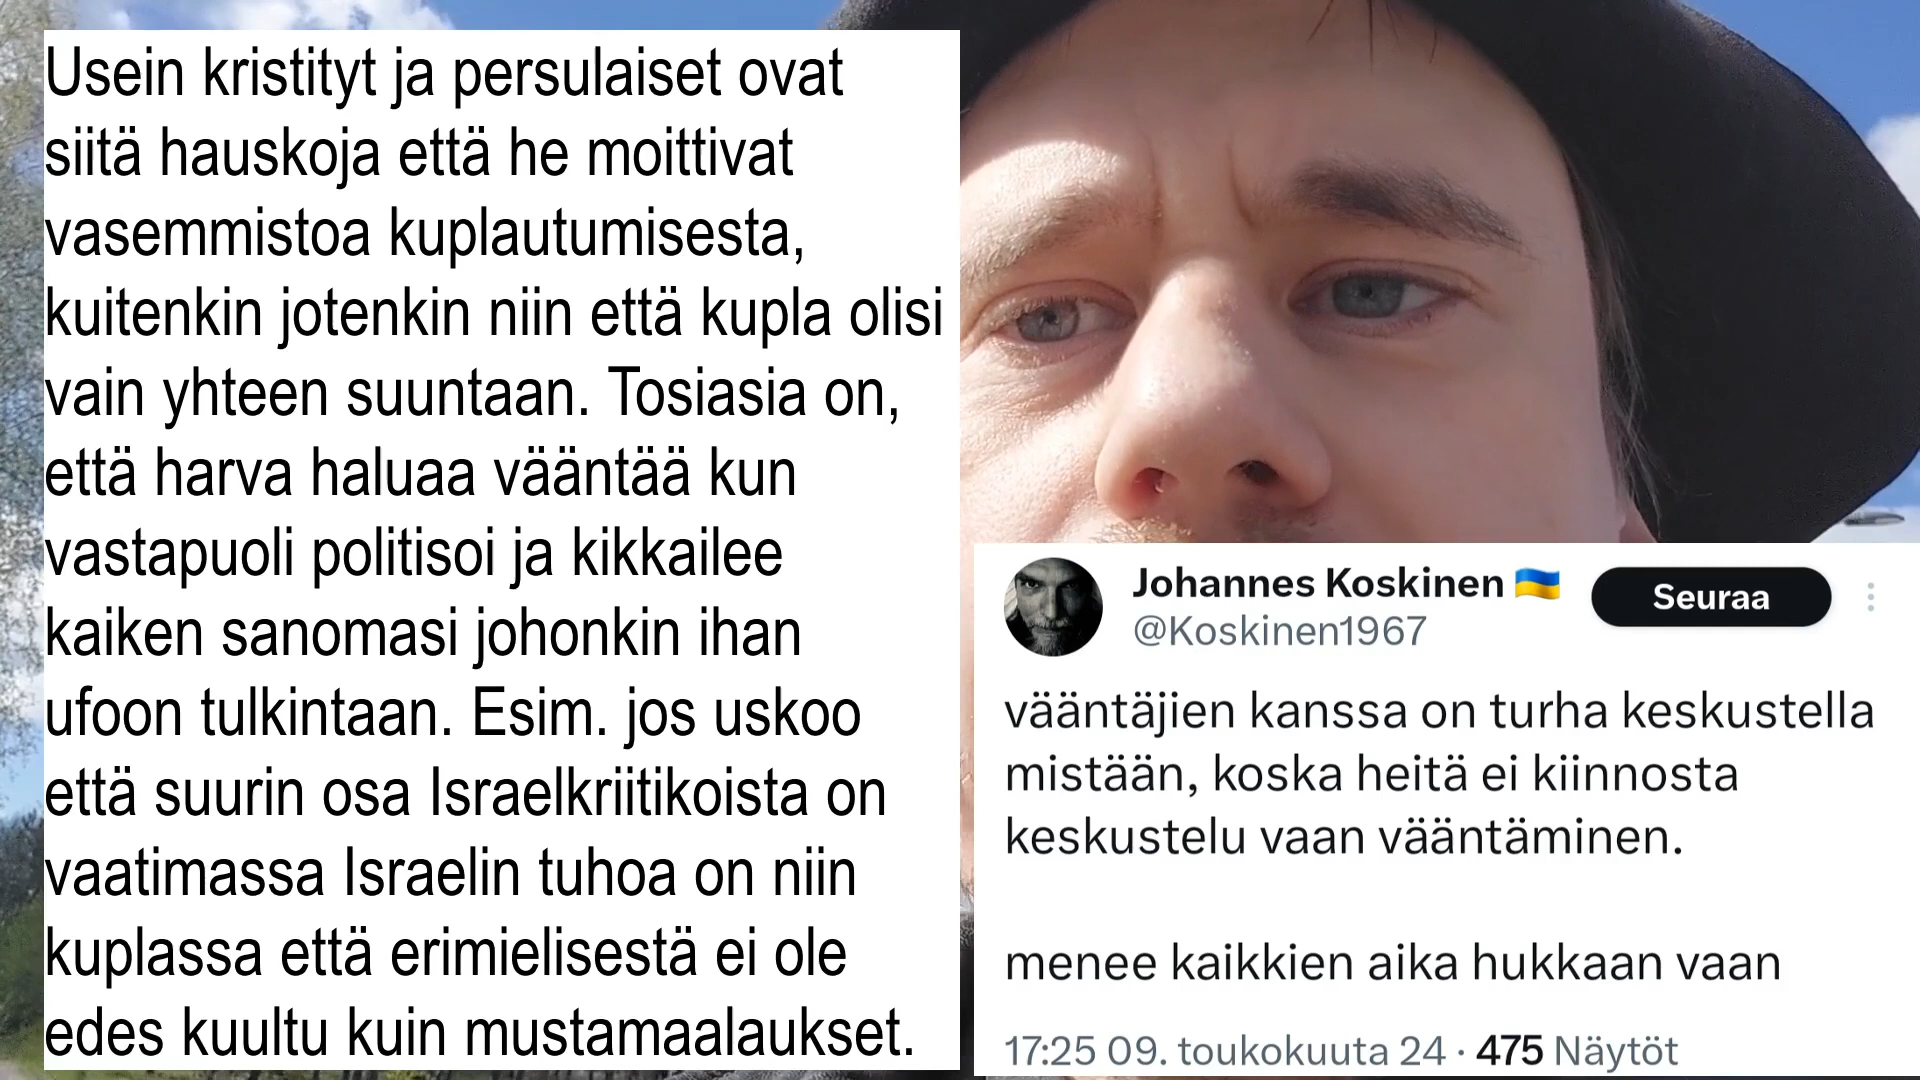 Usein kristityt ja persulaiset ovat
siitä hauskoja että he moittivat
vasemmistoa kuplautumisesta,
kuitenkin jotenkin niin että kupla olisi
vain yhteen suuntaan. Tosiasia on,
että harva haluaa vääntää kun
vastapuoli politisoi ja kikkailee
kaiken sanomasi johonkin ihan
ufoon tulkintaan. Esim. jos uskoo
että suurin osa Israelkriitikoista on
vaatimassa Israelin tuhoa on niin
kuplassa että erimielisestä ei ole
edes kuultu kuin mustamaalaukset.
Johannes Koskinen 🇺🇦
@Koskinen1967
Seuraa
vääntäjien kanssa on turha keskustella
mistään, koska heitä ei kiinnosta
keskustelu vaan vääntäminen.
menee kaikkien aika hukkaan vaan
17:25 09. toukokuuta 24 · 475 Näytöt